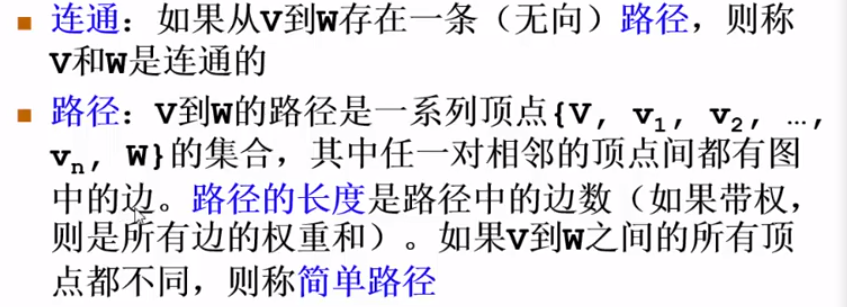 连通：如果从V到W存在一条（无向）路径，则称
V和W是连通的
路径：V到W的路径是一系列顶点{V, v1, v2, …,
vn, W}的集合，其中任一对相邻的顶点间都有图
中的边。路径的长度是路径中的边数（如果带权，
则是所有边的权重和）。如果V到W之间的所有顶
点都不同，则称简单路径